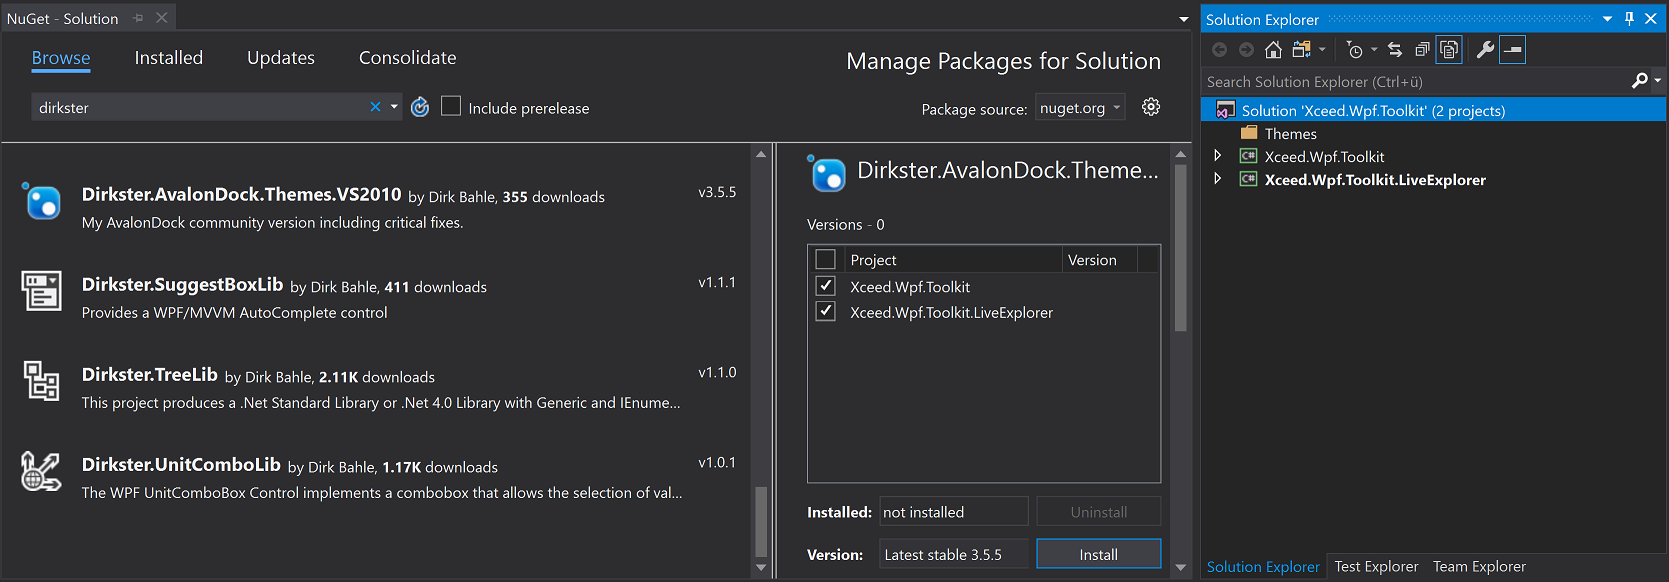 NuGet - Solution
Browse Installed Updates Consolidate
Manage Packages for Solution
dirkster
Include prerelease
Package source: nuget.org
Dirkster.AvalonDock.Themes.VS2010 by Dirk Bahle, 355 downloads v3.5.5
My AvalonDock community version including critical fixes.
Dirkster.SuggestBoxLib by Dirk Bahle, 411 downloads v1.1.1
Provides a WPF/MVVM AutoComplete control
Dirkster.TreeLib by Dirk Bahle, 2.11K downloads v1.1.0
This project produces a .Net Standard Library or .Net 4.0 Library with Generic and IEnume...
Dirkster.UnitComboLib by Dirk Bahle, 1.17K downloads v1.0.1
The WPF UnitComboBox Control implements a combobox that allows the selection of val...
Dirkster.AvalonDock.Theme...
Versions - 0
Project Version
Xceed.Wpf.Toolkit
Xceed.Wpf.Toolkit.LiveExplorer
Installed: not installed Uninstall
Version: Latest stable 3.5.5 Install
Solution Explorer
Search Solution Explorer (Ctrl+ü)
Solution 'Xceed.Wpf.Toolkit' (2 projects)
Themes
C# Xceed.Wpf.Toolkit
C# Xceed.Wpf.Toolkit.LiveExplorer
Solution Explorer Test Explorer Team Explorer